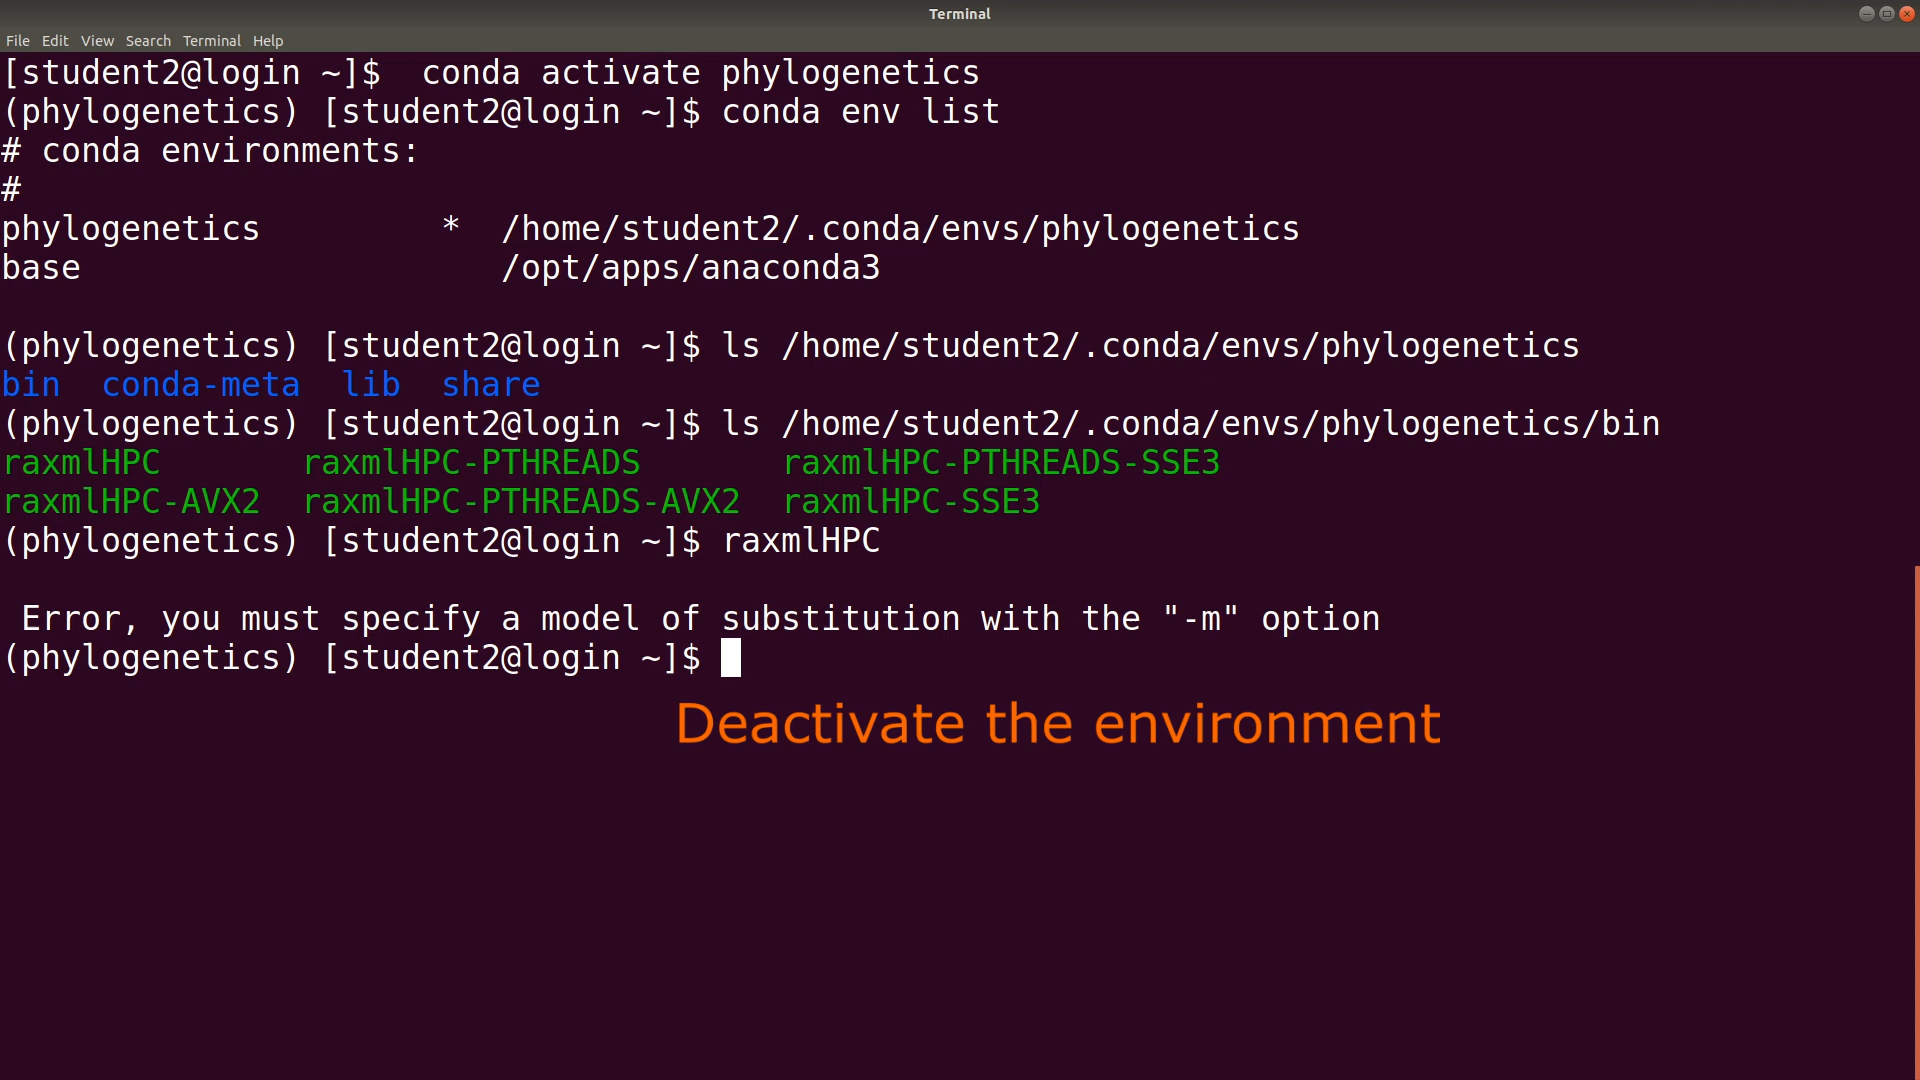 Terminal
File Edit View Search Terminal Help
[student2@login ~]$  conda activate phylogenetics
(phylogenetics) [student2@login ~]$ conda env list
# conda environments:
#
phylogenetics         *  /home/student2/.conda/envs/phylogenetics
base                     /opt/apps/anaconda3
(phylogenetics) [student2@login ~]$ ls /home/student2/.conda/envs/phylogenetics
bin  conda-meta  lib  share
(phylogenetics) [student2@login ~]$ ls /home/student2/.conda/envs/phylogenetics/bin
raxmlHPC       raxmlHPC-PTHREADS       raxmlHPC-PTHREADS-SSE3
raxmlHPC-AVX2  raxmlHPC-PTHREADS-AVX2  raxmlHPC-SSE3
(phylogenetics) [student2@login ~]$ raxmlHPC
Error, you must specify a model of substitution with the "-m" option
(phylogenetics) [student2@login ~]$
Deactivate the environment